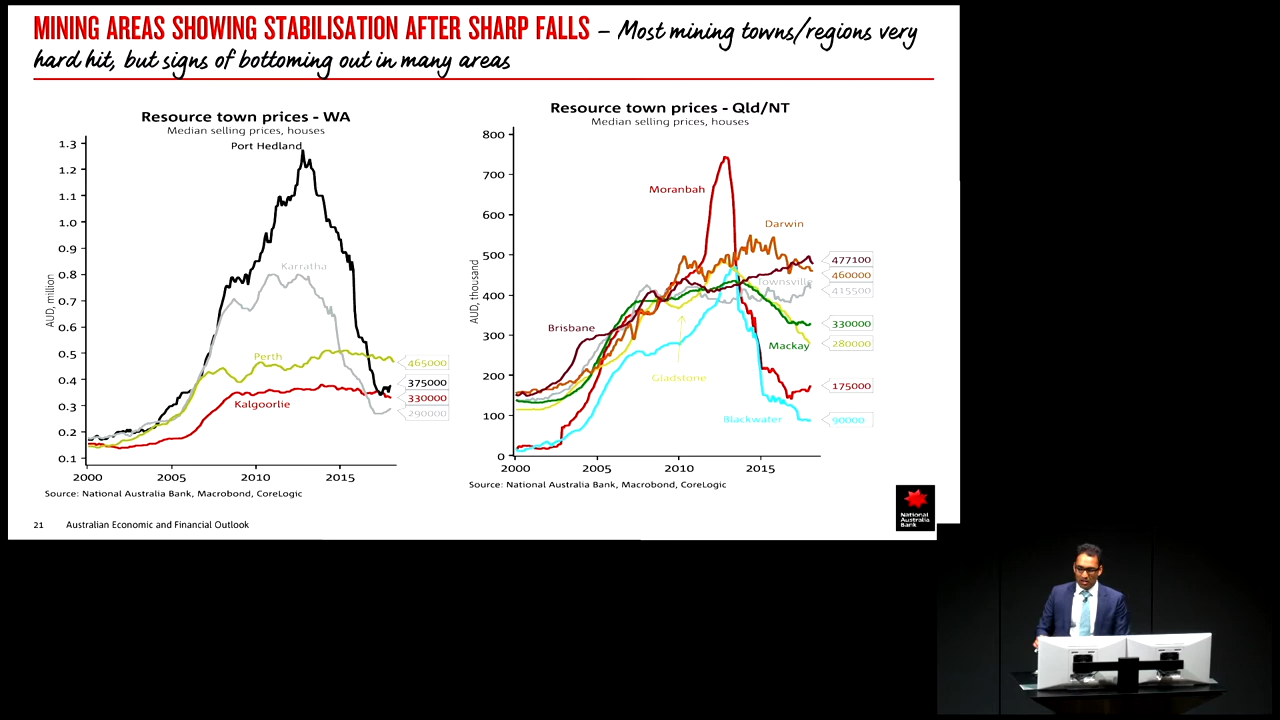 MINING AREAS SHOWING STABILISATION AFTER SHARP FALLS – Most mining towns/regions very
hard hit, but signs of bottoming out in many areas
Resource town prices - WA
Median selling prices, houses
AUD, million
1.3
1.2
1.1
1.0
0.9
0.8
0.7
0.6
0.5
0.4
0.3
0.2
0.1
Port Hedland
Karratha
Perth
Kalgoorlie
465000
375000
330000
290000
2000
2005
2010
2015
Source: National Australia Bank, Macrobond, CoreLogic
Resource town prices - Qld/NT
Median selling prices, houses
AUD, thousand
800
700
600
500
400
300
200
100
0
Moranbah
Darwin
Townsville
Brisbane
Mackay
Gladstone
Blackwater
477100
460000
415500
330000
280000
175000
90000
2000
2005
2010
2015
Source: National Australia Bank, Macrobond, CoreLogic
21 Australian Economic and Financial Outlook
National
Australia
Bank